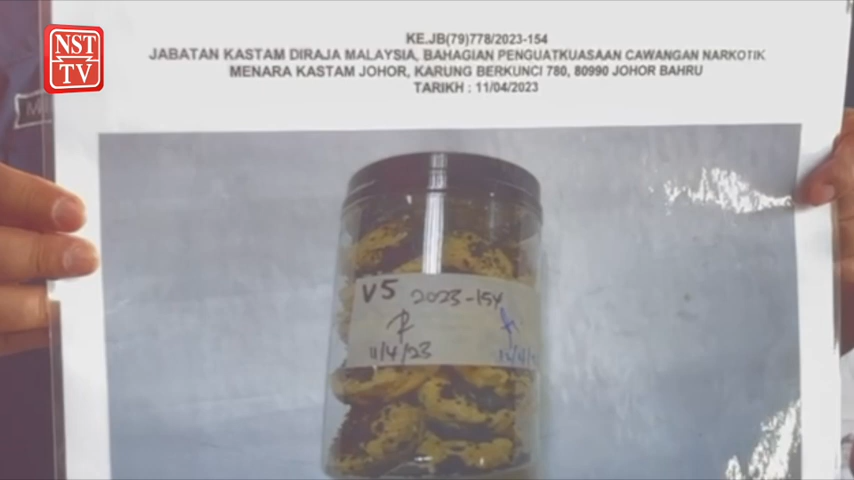 NST
TV
KE.JB(79)778/2023-154
JABATAN KASTAM DIRAJA MALAYSIA, BAHAGIAN PENGUATKUASAAN CAWANGAN NARKOTIK
MENARA KASTAM JOHOR, KARUNG BERKUNCI 780, 80990 JOHOR BAHRU
TARIKH : 11/04/2023
V5 2023-154
11/4/23